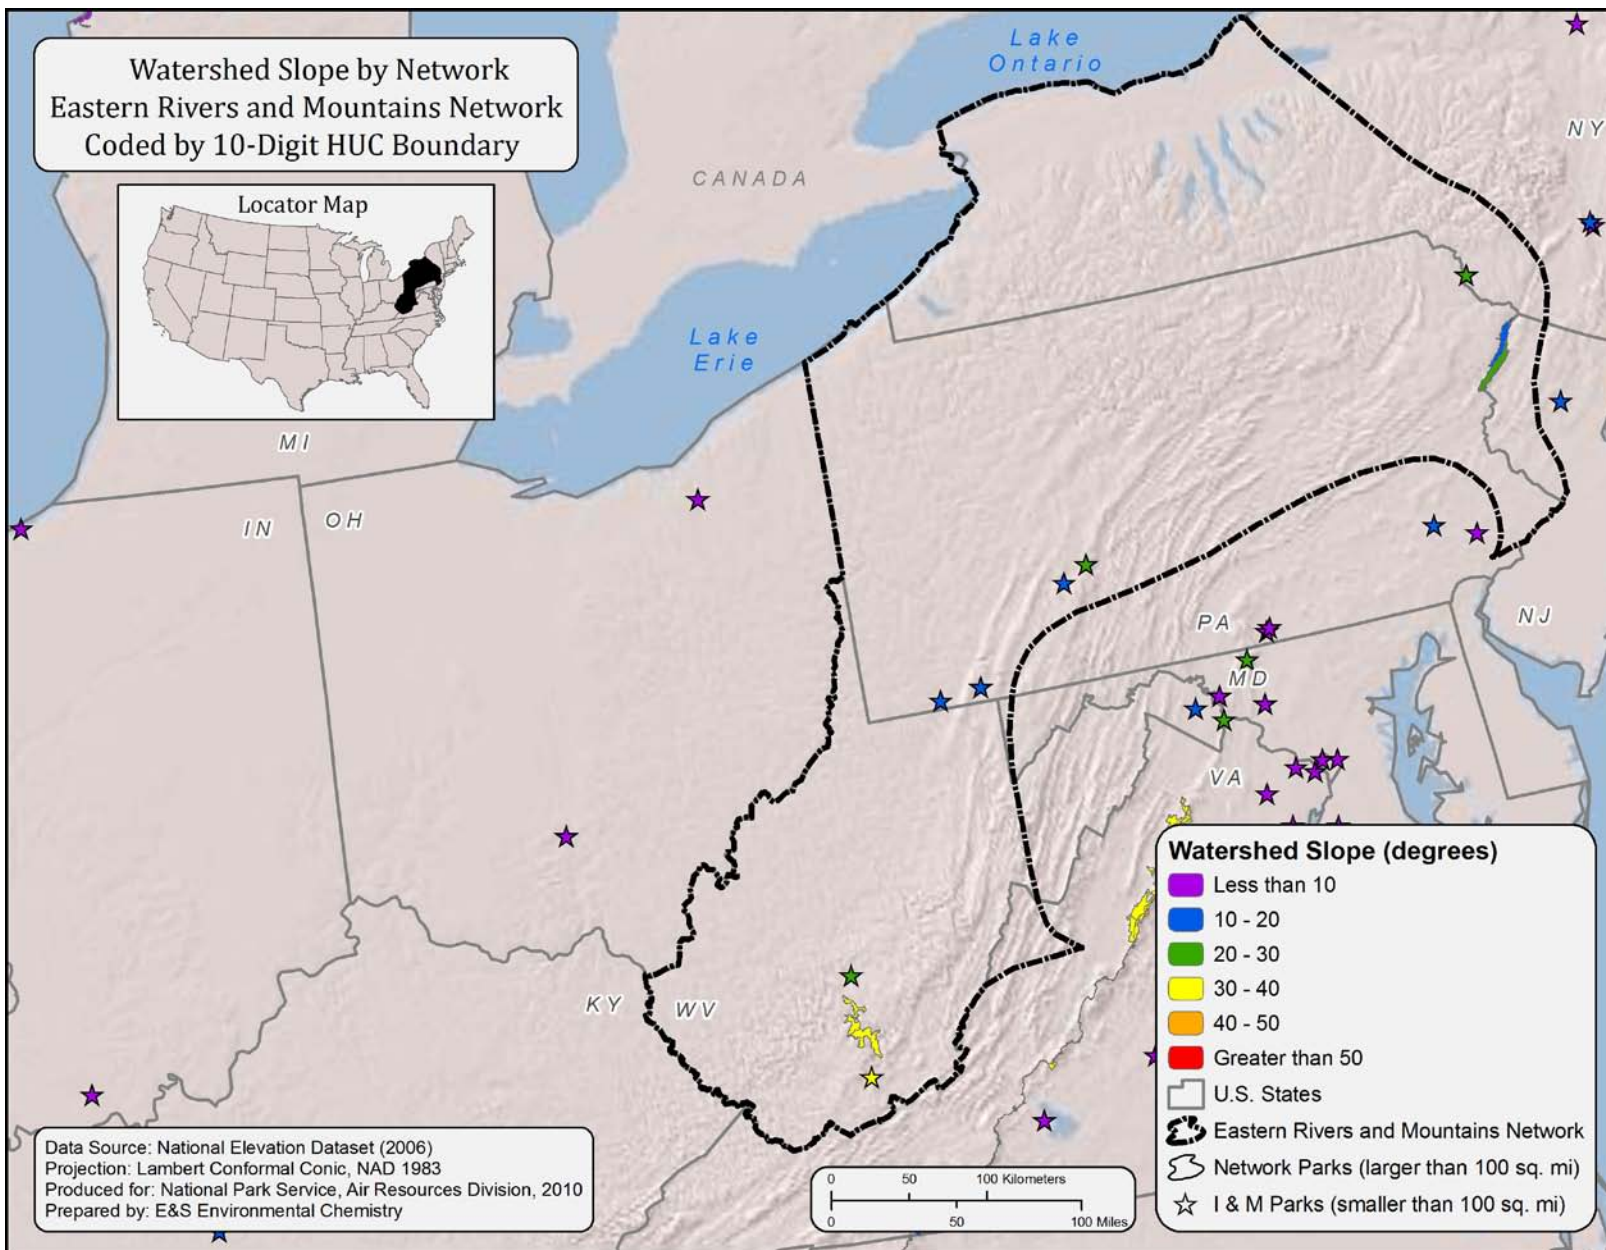 Watershed Slope by Network
Eastern Rivers and Mountains Network
Coded by 10-Digit HUC Boundary
Locator Map
Lake
Ontario
NY
CANADA
Lake
Erie
MI
IN
OH
PA
NJ
MD
VA
KY
WV
Watershed Slope (degrees)
Less than 10
10 - 20
20 - 30
30 - 40
40 - 50
Greater than 50
U.S. States
Eastern Rivers and Mountains Network
Network Parks (larger than 100 sq. mi)
I & M Parks (smaller than 100 sq. mi)
Data Source: National Elevation Dataset (2006)
Projection: Lambert Conformal Conic, NAD 1983
Produced for: National Park Service, Air Resources Division, 2010
Prepared by: E&S Environmental Chemistry
0 50 100 Kilometers
0 50 100 Miles